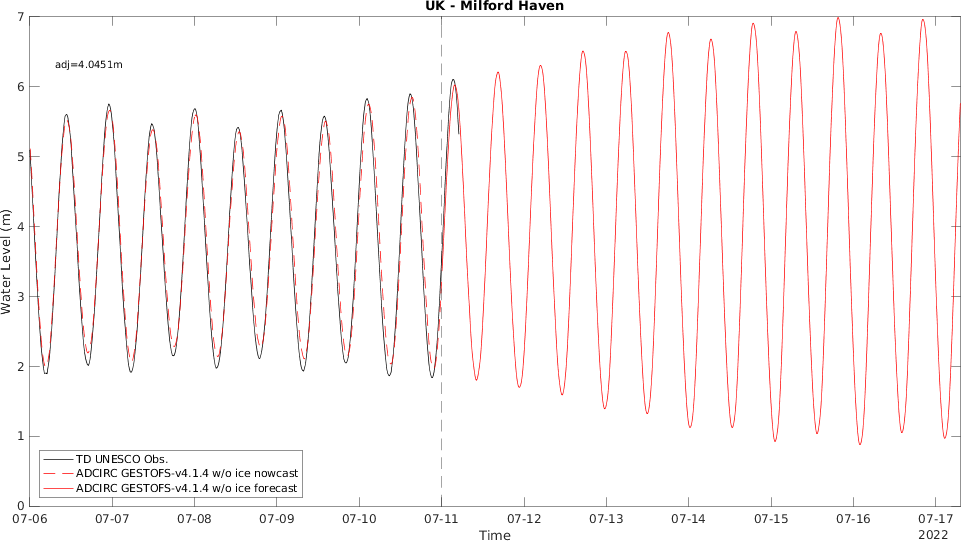 UK - Milford Haven
adj=4.0451m
7
6
5
4
3
2
1
0
Water Level (m)
TD UNESCO Obs.
ADCIRC GESTOFS-v4.1.4 w/o ice nowcast
ADCIRC GESTOFS-v4.1.4 w/o ice forecast
07-06 07-07 07-08 07-09 07-10 07-11 07-12 07-13 07-14 07-15 07-16 07-17
Time
2022